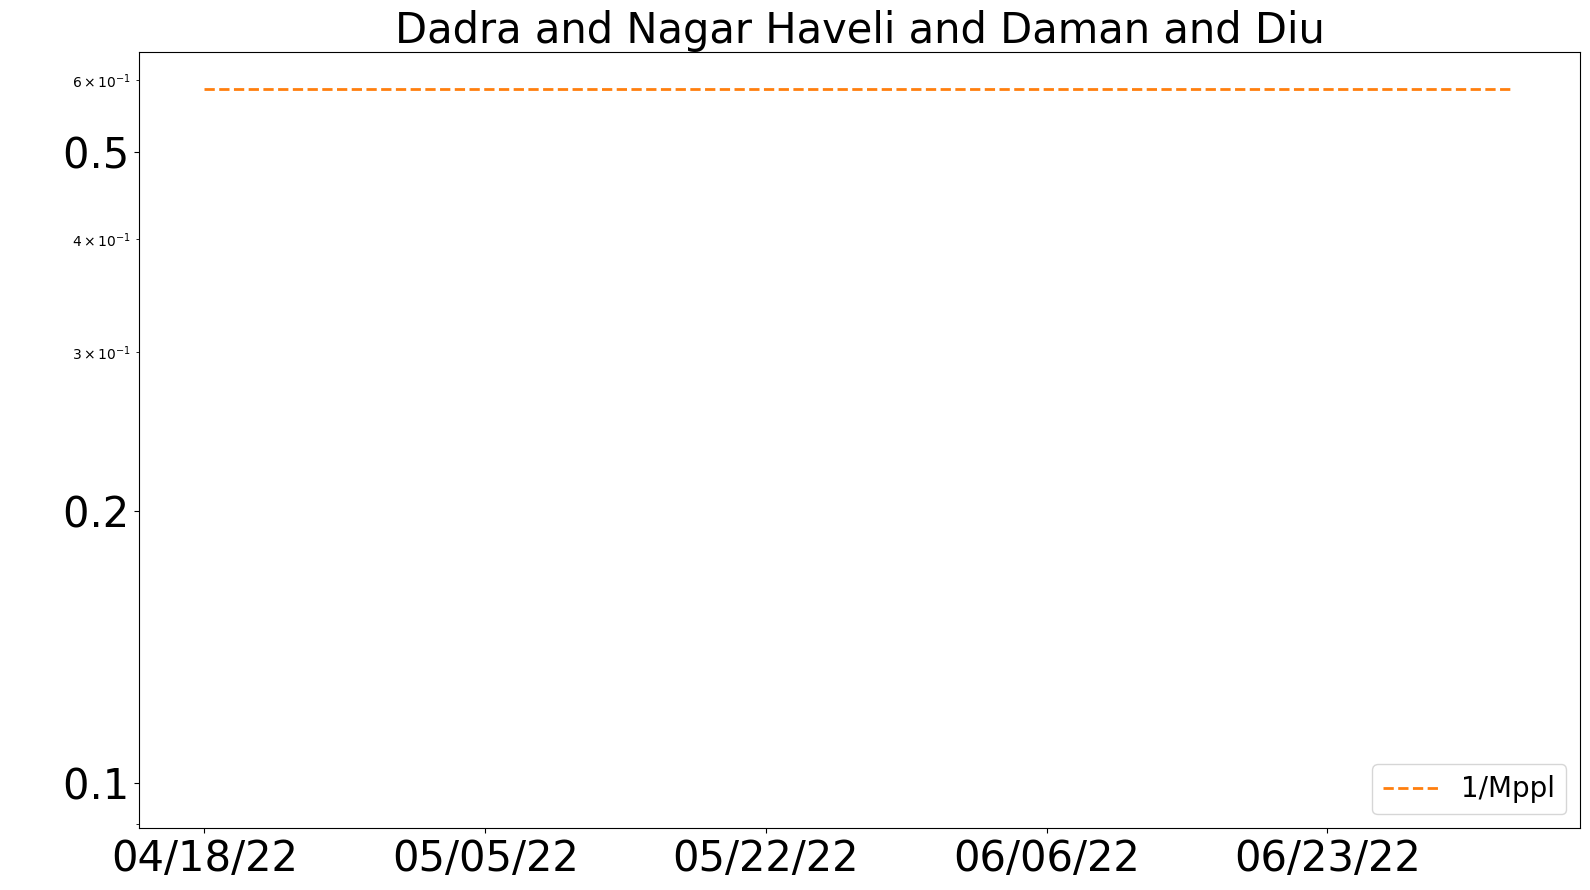 Dadra and Nagar Haveli and Daman and Diu
6 × 10⁻¹
0.5
4 × 10⁻¹
3 × 10⁻¹
0.2
0.1
1/Mppl
04/18/22 05/05/22 05/22/22 06/06/22 06/23/22